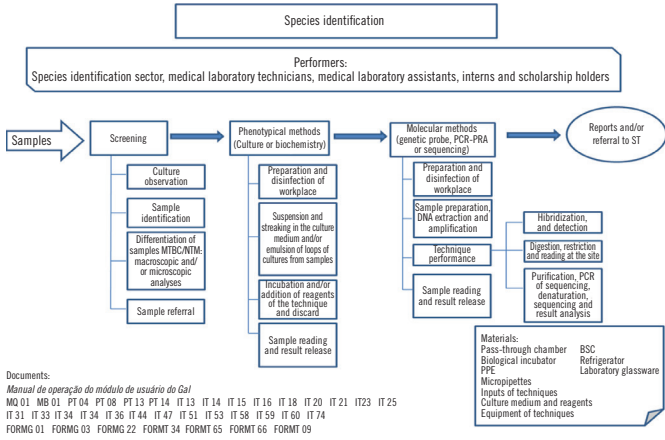 Species identification
Performers:
Species identification sector, medical laboratory technicians, medical laboratory assistants, interns and scholarship holders
Samples
Screening
Phenotypical methods
(Culture or biochemistry)
Molecular methods
(genetic probe, PCR-PRA
or sequencing)
Reports and/or
referral to ST
Culture
observation
Sample
identification
Differentiation of
samples MTBC/NTM:
macroscopic and/
or microscopic
analyses
Sample referral
Preparation and
disinfection of
workplace
Suspension and
streaking in the culture
medium and/or
emulsion of loops of
cultures from samples
Incubation and/or
addition of reagents
of the technique
and discard
Sample reading
and result release
Preparation and
disinfection of
workplace
Sample preparation,
DNA extraction and
amplification
Technique
performance
Sample reading
and result release
Hibridization,
and detection
Digestion, restriction
and reading at the site
Purification, PCR
of sequencing,
denaturation,
sequencing and
result analysis
Materials:
Pass-through chamber BSC
Biological incubator Refrigerator
PPE Laboratory glassware
Micropipettes
Inputs of techniques
Culture medium and reagents
Equipment of techniques
Documents:
Manual de operação do módulo de usuário do Gal
MQ 01 MB 01 PT 04 PT 08 PT 13 PT 14 IT 13 IT 14 IT 15 IT 16 IT 18 IT 20 IT 21 IT23 IT 25
IT 31 IT 33 IT 34 IT 34 IT 36 IT 44 IT 47 IT 51 IT 53 IT 58 IT 59 IT 60 IT 74
FORMG 01 FORMG 03 FORMG 22 FORMT 34 FORMT 65 FORMT 66 FORMT 09